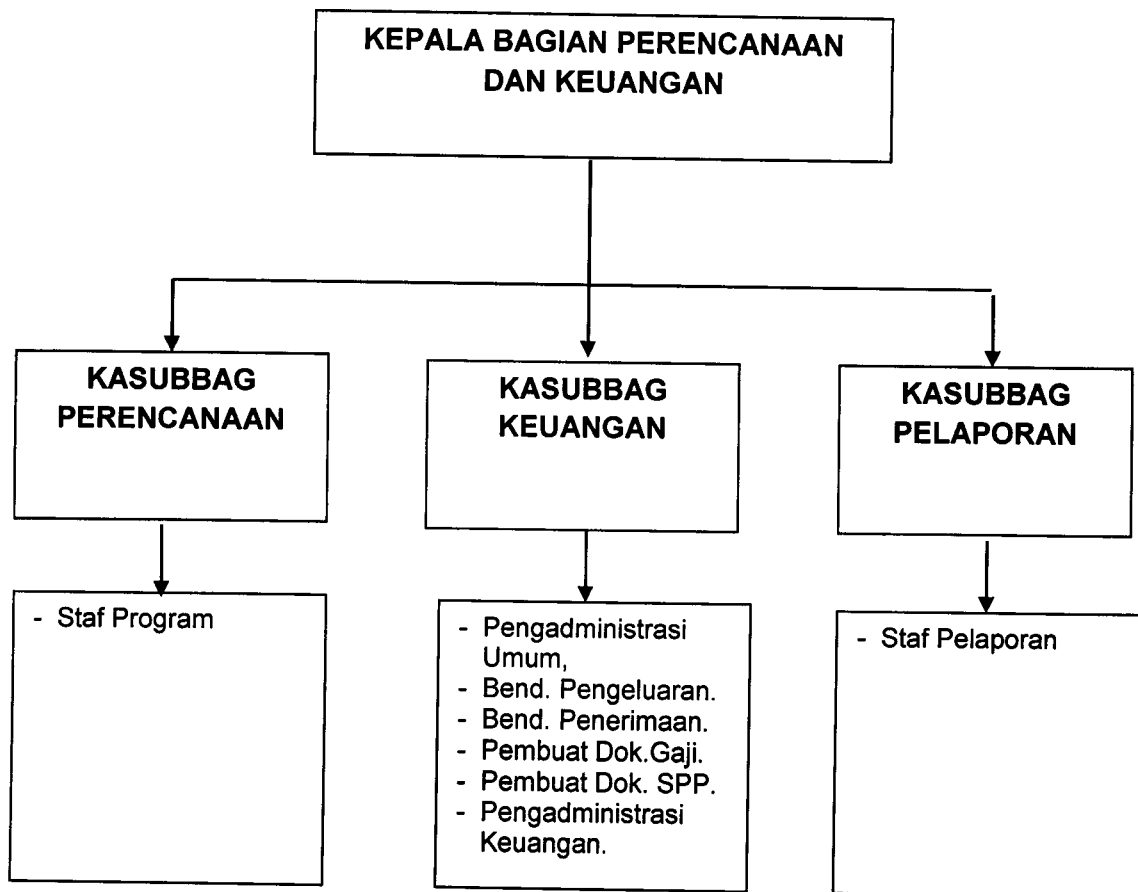 KEPALA BAGIAN PERENCANAAN
DAN KEUANGAN
KASUBBAG
PERENCANAAN
KASUBBAG
KEUANGAN
KASUBBAG
PELAPORAN
- Staf Program
- Pengadministrasi
Umum,
- Bend. Pengeluaran.
- Bend. Penerimaan.
- Pembuat Dok.Gaji.
- Pembuat Dok. SPP.
- Pengadministrasi
Keuangan.
- Staf Pelaporan